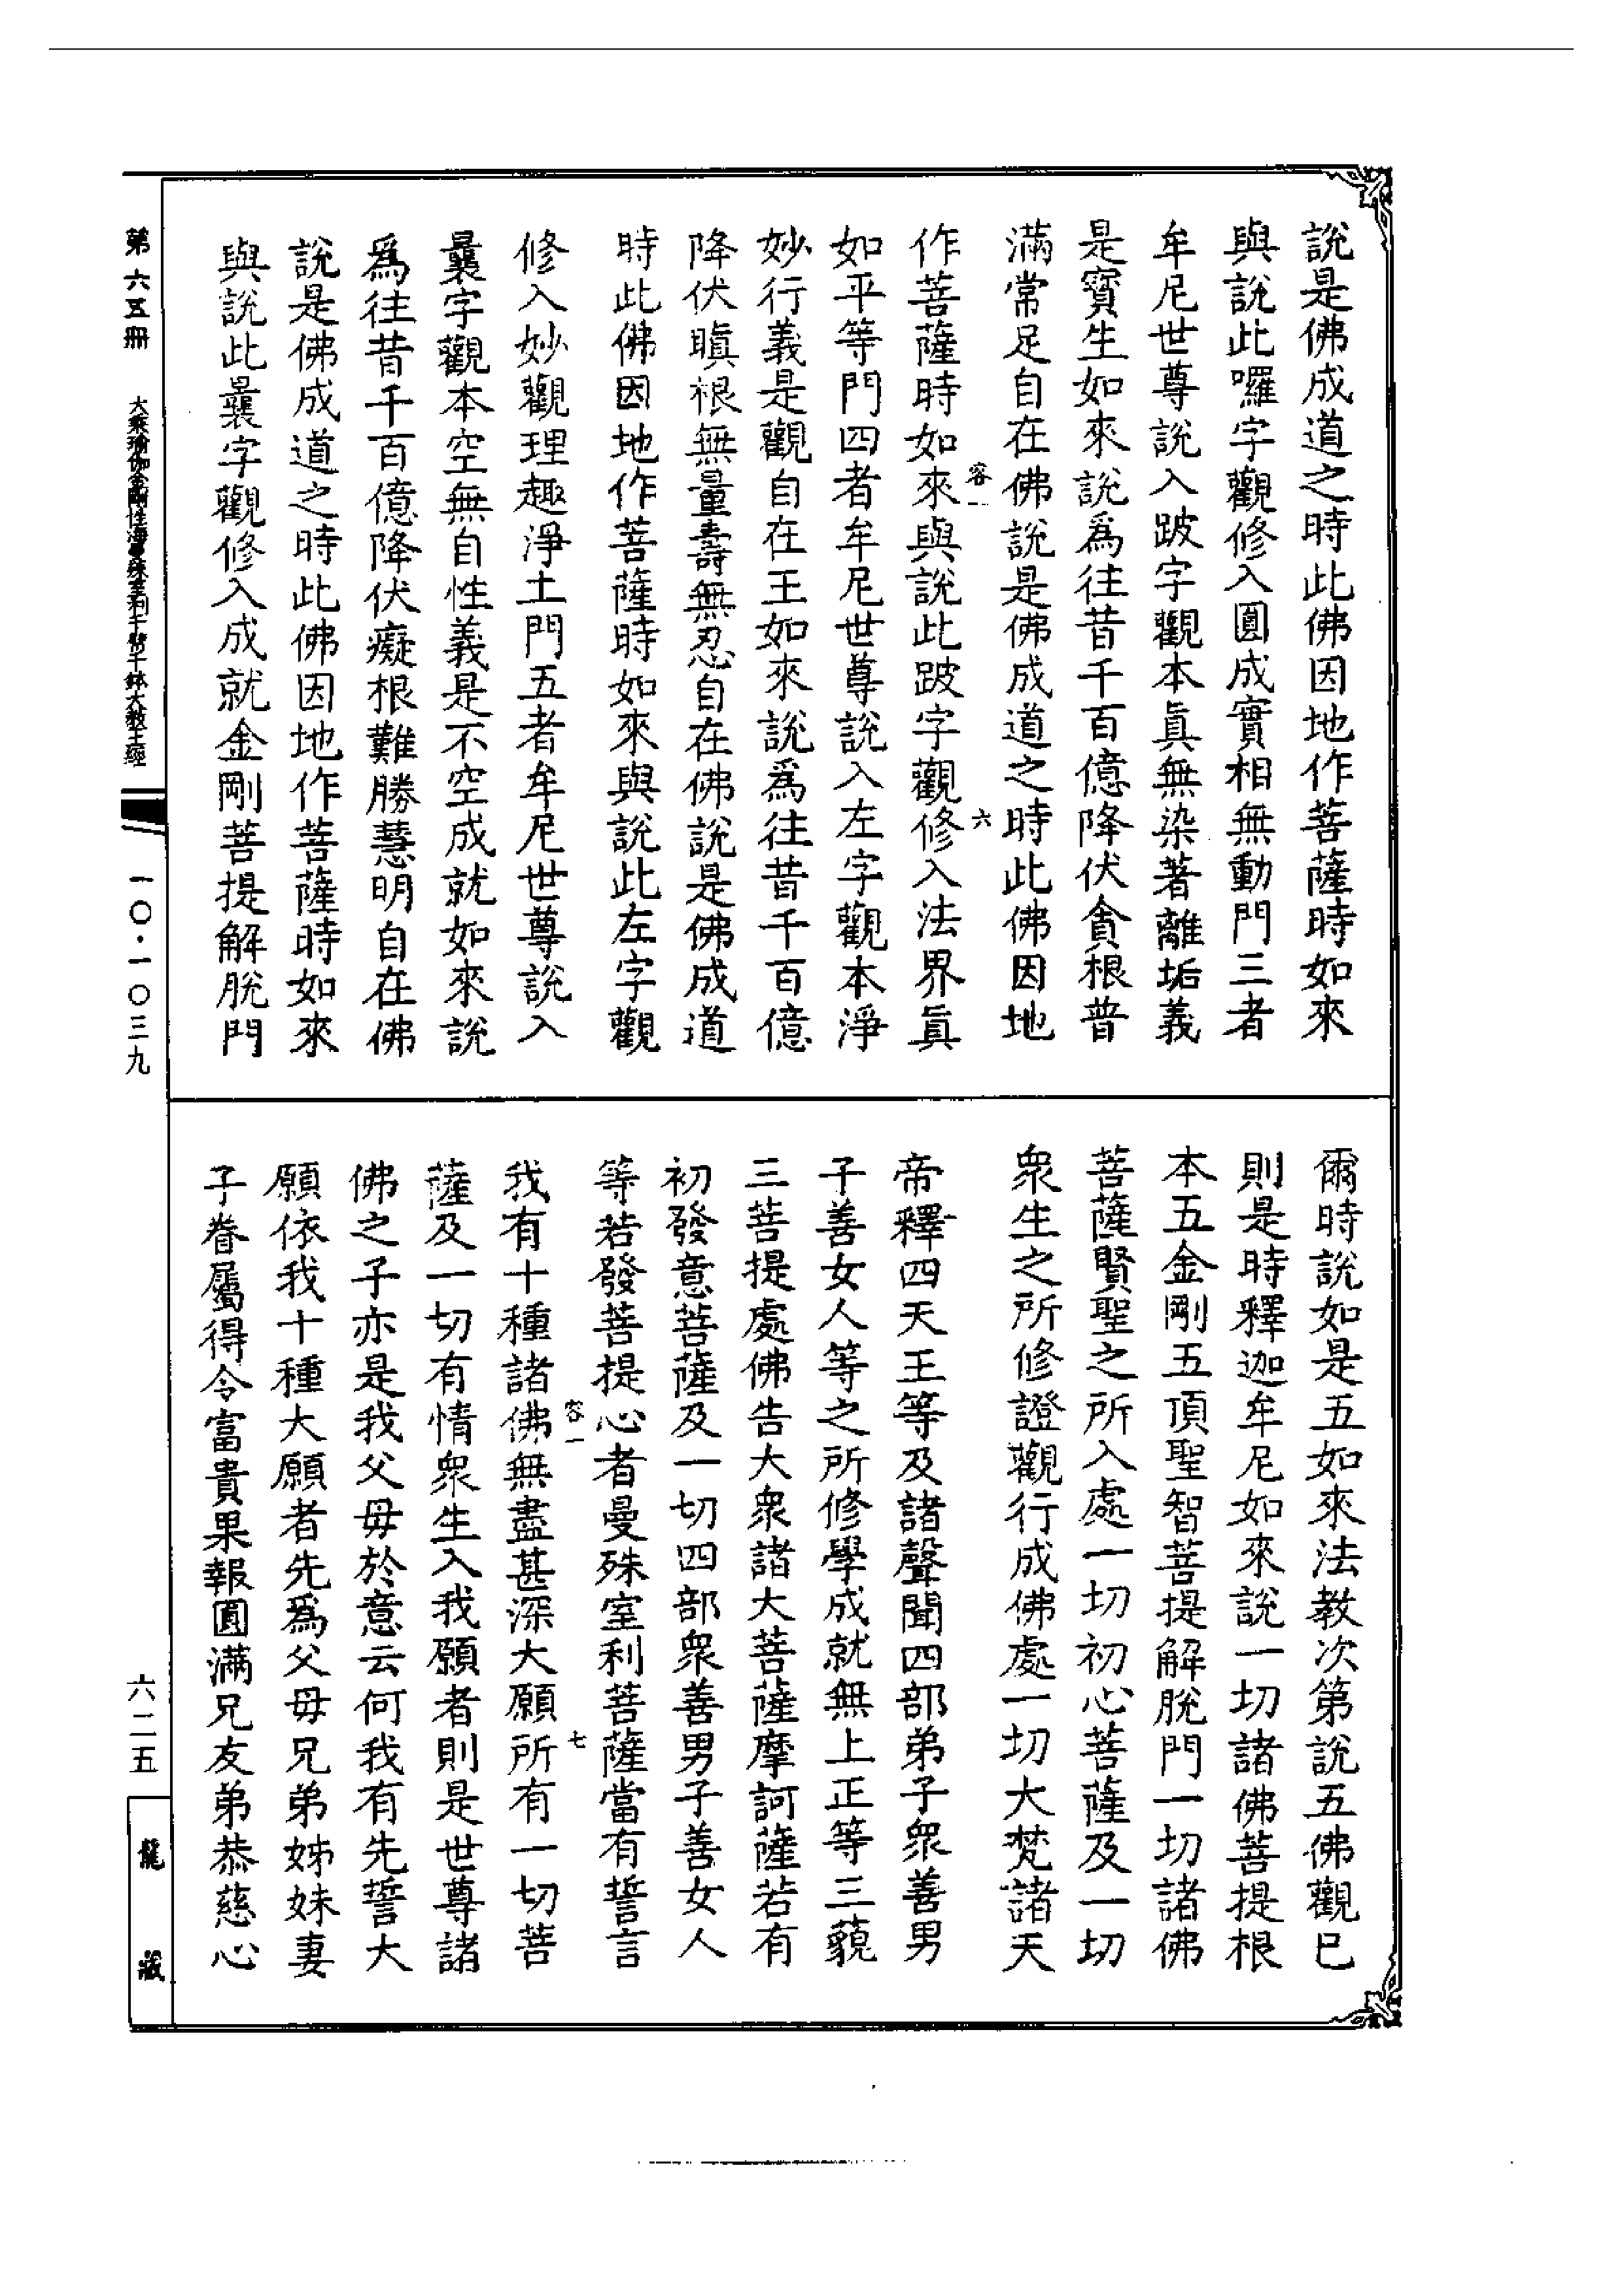 說是佛成道之時此佛因地作菩薩時如來
與說此囉字觀修入圓成實相無動門三者
牟尼世尊說入跛字觀本眞無染著離垢義
是寶生如來說爲往昔千百億降伏貪根普
滿常足自在佛說是佛成道之時此佛因地
容一 六
作菩薩時如來與說此跛字觀修入法界眞
如平等門四者牟尼世尊說入左字觀本淨
妙行義是觀自在王如來說爲往昔千百億
降伏瞋根無量壽無忍自在佛說是佛成道
時此佛因地作菩薩時如來與說此左字觀
修入妙觀理趣淨土門五者牟尼世尊說入
曩字觀本空無自性義是不空成就如來說
爲往昔千百億降伏癡根難勝慧明自在佛
說是佛成道之時此佛因地作菩薩時如來
與說此曩字觀修入成就金剛菩提解脫門
爾時說如是五如來法教次第說五佛觀已
則是時釋迦牟尼如來說一切諸佛菩提根
本五金剛五頂聖智菩提解脫門一切諸佛
菩薩賢聖之所入處一切初心菩薩及一切
衆生之所修證觀行成佛處一切大梵諸天
帝釋四天王等及諸聲聞四部弟子衆善男
子善女人等之所修學成就無上正等三藐
三菩提處佛告大衆諸大菩薩摩訶薩若有
初發意菩薩及一切四部衆善男子善女人
等若發菩提心者曼殊室利菩薩當有誓言
容一 七
我有十種諸佛無盡甚深大願所有一切菩
薩及一切有情衆生入我願者則是世尊諸
佛之子亦是我父母於意云何我有先誓大
願依我十種大願者先爲父母兄弟姊妹妻
子眷屬得令富貴果報圓滿兄友弟恭慈心
第六五冊 大乘瑜伽金剛性海曼殊室利千臂千鉢大教王經 一〇·一〇三九
六二五 龍藏